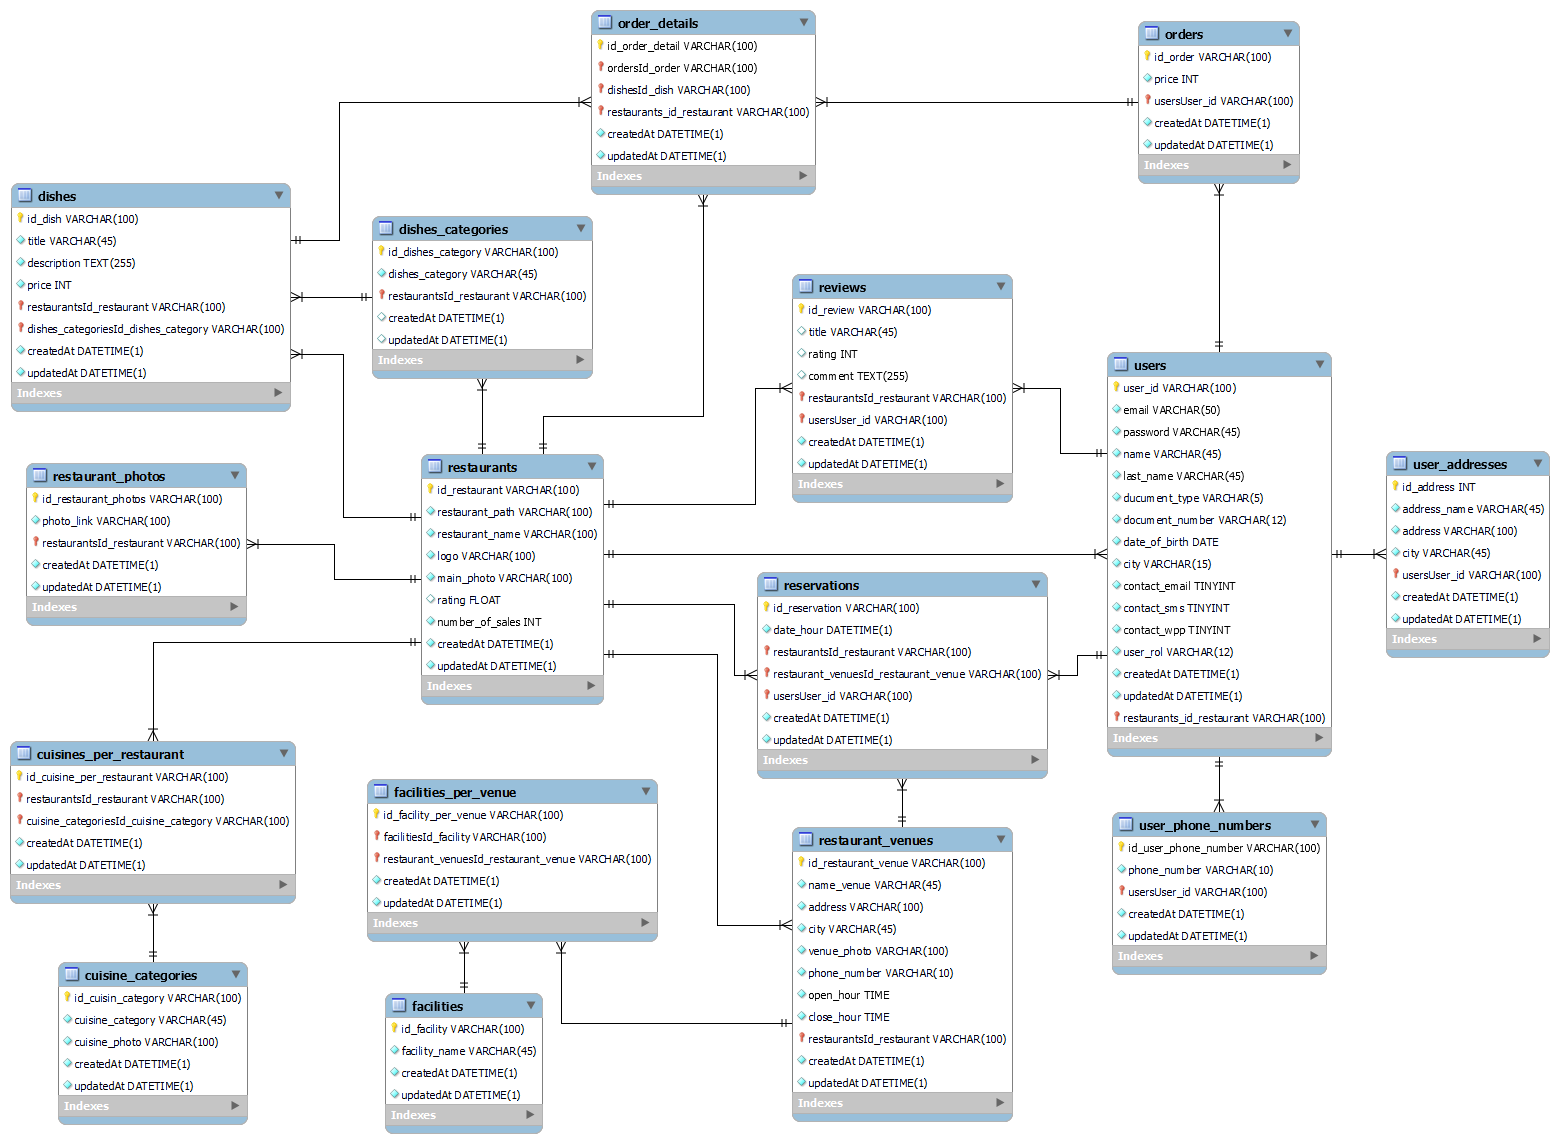 order_details
id_order_detail VARCHAR(100)
ordersId_order VARCHAR(100)
dishesId_dish VARCHAR(100)
restaurants_id_restaurant VARCHAR(100)
createdAt DATETIME(1)
updatedAt DATETIME(1)
Indexes
orders
id_order VARCHAR(100)
price INT
usersUser_id VARCHAR(100)
createdAt DATETIME(1)
updatedAt DATETIME(1)
Indexes
dishes
id_dish VARCHAR(100)
title VARCHAR(45)
description TEXT(255)
price INT
restaurantsId_restaurant VARCHAR(100)
dishes_categoriesId_dishes_category VARCHAR(100)
createdAt DATETIME(1)
updatedAt DATETIME(1)
Indexes
dishes_categories
id_dishes_category VARCHAR(100)
dishes_category VARCHAR(45)
restaurantsId_restaurant VARCHAR(100)
createdAt DATETIME(1)
updatedAt DATETIME(1)
Indexes
reviews
id_review VARCHAR(100)
title VARCHAR(45)
rating INT
comment TEXT(255)
restaurantsId_restaurant VARCHAR(100)
usersUser_id VARCHAR(100)
createdAt DATETIME(1)
updatedAt DATETIME(1)
Indexes
users
user_id VARCHAR(100)
email VARCHAR(50)
password VARCHAR(45)
name VARCHAR(45)
last_name VARCHAR(45)
ducument_type VARCHAR(5)
document_number VARCHAR(12)
date_of_birth DATE
city VARCHAR(15)
contact_email TINYINT
contact_sms TINYINT
contact_wpp TINYINT
user_rol VARCHAR(12)
createdAt DATETIME(1)
updatedAt DATETIME(1)
restaurants_id_restaurant VARCHAR(100)
Indexes
user_addresses
id_address INT
address_name VARCHAR(45)
address VARCHAR(100)
city VARCHAR(45)
usersUser_id VARCHAR(100)
createdAt DATETIME(1)
updatedAt DATETIME(1)
Indexes
restaurant_photos
id_restaurant_photos VARCHAR(100)
photo_link VARCHAR(100)
restaurantsId_restaurant VARCHAR(100)
createdAt DATETIME(1)
updatedAt DATETIME(1)
Indexes
restaurants
id_restaurant VARCHAR(100)
restaurant_path VARCHAR(100)
restaurant_name VARCHAR(100)
logo VARCHAR(100)
main_photo VARCHAR(100)
rating FLOAT
number_of_sales INT
createdAt DATETIME(1)
updatedAt DATETIME(1)
Indexes
reservations
id_reservation VARCHAR(100)
date_hour DATETIME(1)
restaurantsId_restaurant VARCHAR(100)
restaurant_venuesId_restaurant_venue VARCHAR(100)
usersUser_id VARCHAR(100)
createdAt DATETIME(1)
updatedAt DATETIME(1)
Indexes
cuisines_per_restaurant
id_cuisine_per_restaurant VARCHAR(100)
restaurantsId_restaurant VARCHAR(100)
cuisine_categoriesId_cuisine_category VARCHAR(100)
createdAt DATETIME(1)
updatedAt DATETIME(1)
Indexes
facilities_per_venue
id_facility_per_venue VARCHAR(100)
facilitiesId_facility VARCHAR(100)
restaurant_venuesId_restaurant_venue VARCHAR(100)
createdAt DATETIME(1)
updatedAt DATETIME(1)
Indexes
restaurant_venues
id_restaurant_venue VARCHAR(100)
name_venue VARCHAR(45)
address VARCHAR(100)
city VARCHAR(45)
venue_photo VARCHAR(100)
phone_number VARCHAR(10)
open_hour TIME
close_hour TIME
restaurantsId_restaurant VARCHAR(100)
createdAt DATETIME(1)
updatedAt DATETIME(1)
Indexes
user_phone_numbers
id_user_phone_number VARCHAR(100)
phone_number VARCHAR(10)
usersUser_id VARCHAR(100)
createdAt DATETIME(1)
updatedAt DATETIME(1)
Indexes
cuisine_categories
id_cuisin_category VARCHAR(100)
cuisine_category VARCHAR(45)
cuisine_photo VARCHAR(100)
createdAt DATETIME(1)
updatedAt DATETIME(1)
Indexes
facilities
id_facility VARCHAR(100)
facility_name VARCHAR(45)
createdAt DATETIME(1)
updatedAt DATETIME(1)
Indexes